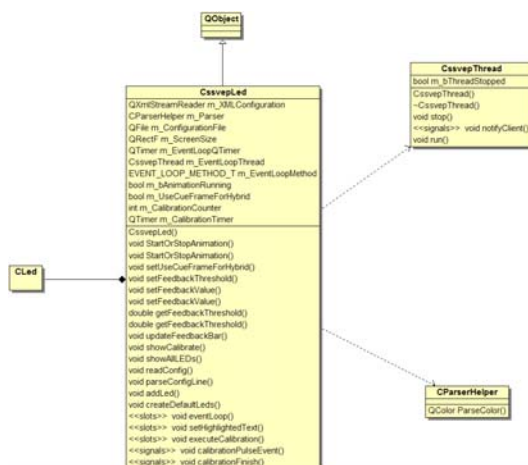 QObject
CssvepLed
QXmlStreamReader m_XMLConfiguration
CParserHelper m_Parser
QFile m_ConfigurationFile
QRectF m_ScreenSize
QTimer m_EventLoopQTimer
CssvepThread m_EventLoopThread
EVENT_LOOP_METHOD_T m_EventLoopMethod
bool m_bAnimationRunning
bool m_UseCueFrameForHybrid
int m_CalibrationCounter
QTimer m_CalibrationTimer
CssvepLed()
void StartOrStopAnimation()
void StartOrStopAnimation()
void setUseCueFrameForHybrid()
void setFeedbackThreshold()
void setFeedbackValue()
void setFeedbackValue()
double getFeedbackThreshold()
double getFeedbackThreshold()
void updateFeedbackBar()
void showCalibrate()
void showAllLEDs()
void readConfig()
void parseConfigLine()
void addLed()
void createDefaultLeds()
<<slots>> void eventLoop()
<<slots>> void setHighlightedText()
<<slots>> void executeCalibration()
<<signals>> void calibrationPulseEvent()
<<signals>> void calibrationFinish()
CssvepThread
bool m_bThreadStopped
CssvepThread()
~CssvepThread()
void stop()
<<signals>> void notifyClient()
void run()
CLed
CParserHelper
QColor ParseColor()